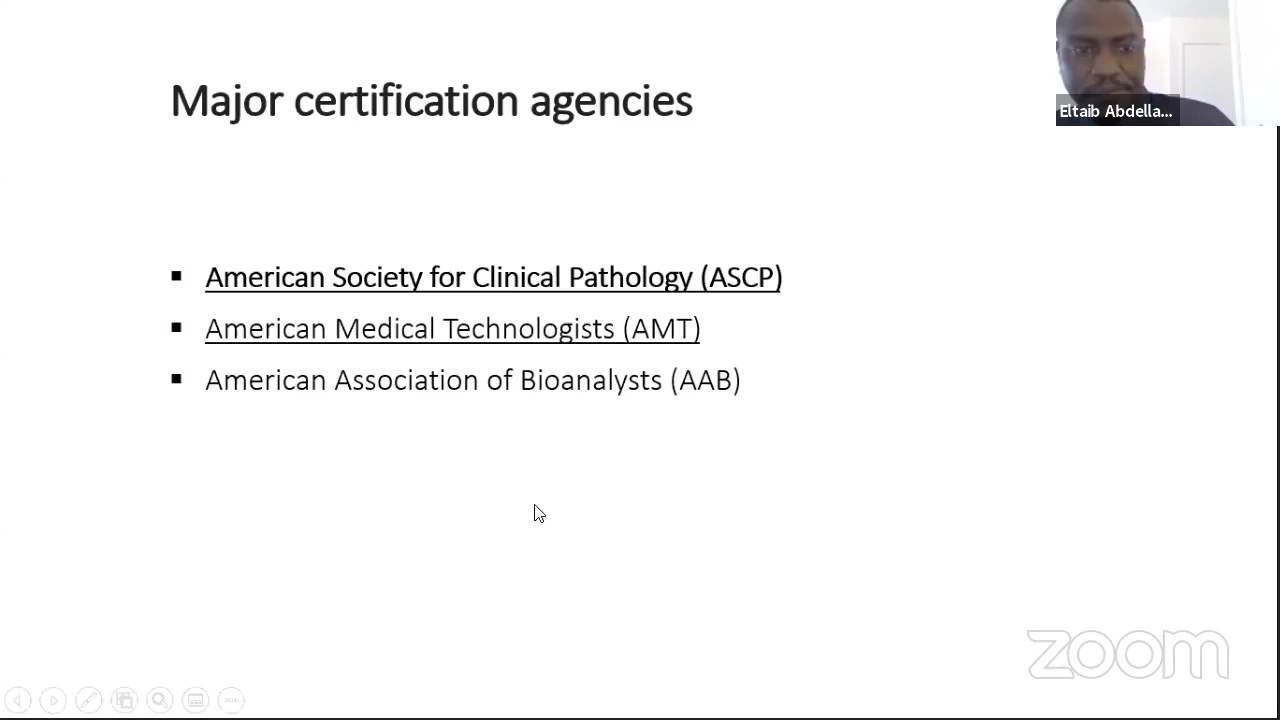 Major certification agencies
Eltaib Abdella...
American Society for Clinical Pathology (ASCP)
American Medical Technologists (AMT)
American Association of Bioanalysts (AAB)
zoom